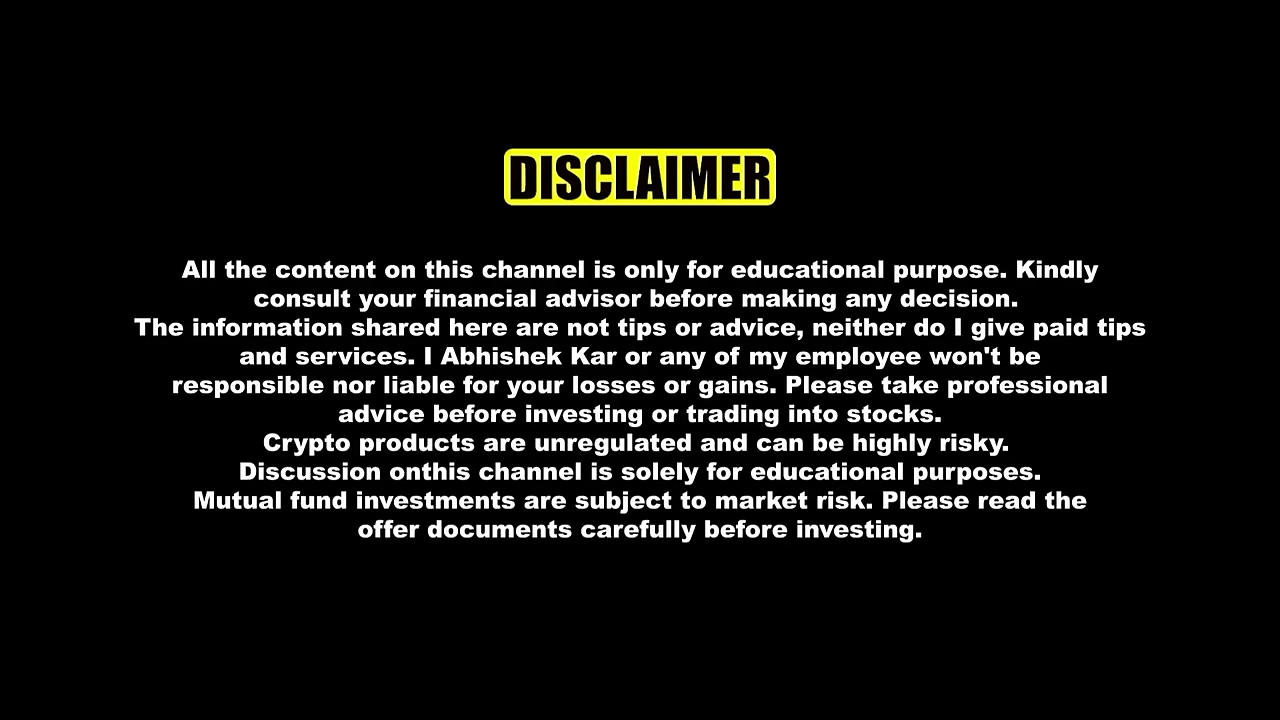 DISCLAIMER
All the content on this channel is only for educational purpose. Kindly
consult your financial advisor before making any decision.
The information shared here are not tips or advice, neither do I give paid tips
and services. I Abhishek Kar or any of my employee won't be
responsible nor liable for your losses or gains. Please take professional
advice before investing or trading into stocks.
Crypto products are unregulated and can be highly risky.
Discussion onthis channel is solely for educational purposes.
Mutual fund investments are subject to market risk. Please read the
offer documents carefully before investing.